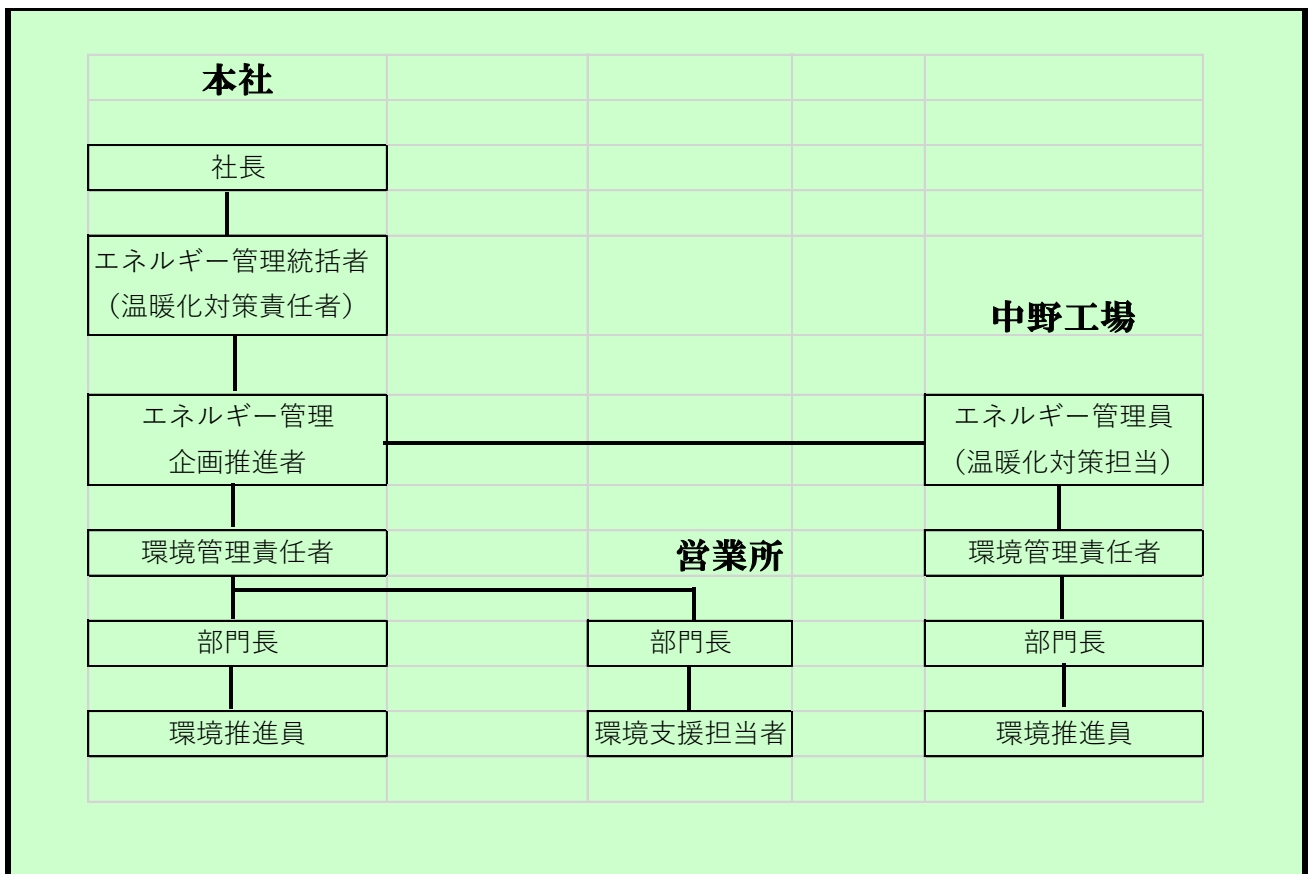 本社
社長
エネルギー管理統括者
（温暖化対策責任者）
中野工場
エネルギー管理
企画推進者
エネルギー管理員
（温暖化対策担当）
環境管理責任者
営業所
環境管理責任者
部門長
部門長
部門長
環境推進員
環境支援担当者
環境推進員